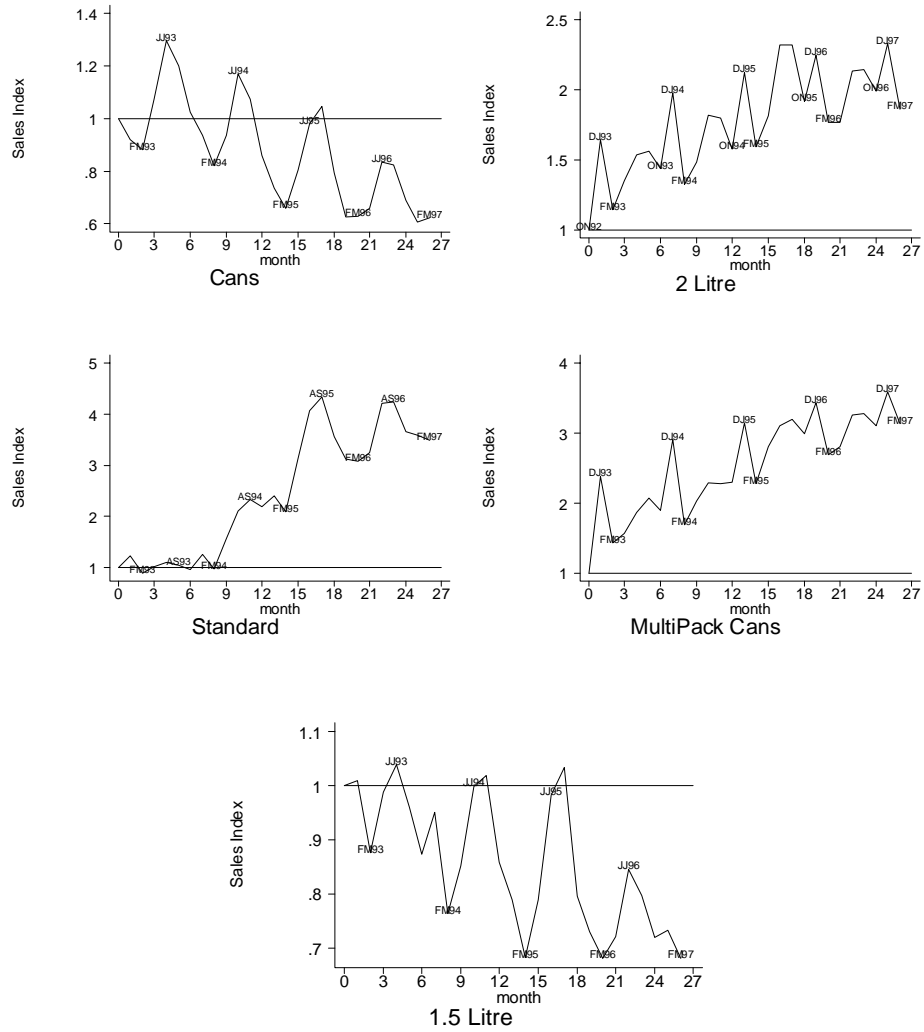 Sales Index
1.4
1.2
1
.8
.6
JJ93
JJ94
JJ95
JJ96
FM93
FM94
FM95
FM96
FM97
0 3 6 9 12 15 18 21 24 27
month
Cans
Sales Index
2.5
2
1.5
1
DJ93
DJ94
DJ95
DJ96
DJ97
ON92
ON93
ON94
ON95
ON96
FM93
FM94
FM95
FM96
FM97
0 3 6 9 12 15 18 21 24 27
month
2 Litre
Sales Index
5
4
3
2
1
AS93
AS94
AS95
AS96
FM93
FM94
FM95
FM96
FM97
0 3 6 9 12 15 18 21 24 27
month
Standard
Sales Index
4
3
2
1
DJ93
DJ94
DJ95
DJ96
DJ97
FM93
FM94
FM95
FM96
FM97
0 3 6 9 12 15 18 21 24 27
month
MultiPack Cans
Sales Index
1.1
1
.9
.8
.7
JJ93
JJ94
JJ95
JJ96
FM93
FM94
FM95
FM96
FM97
0 3 6 9 12 15 18 21 24 27
month
1.5 Litre